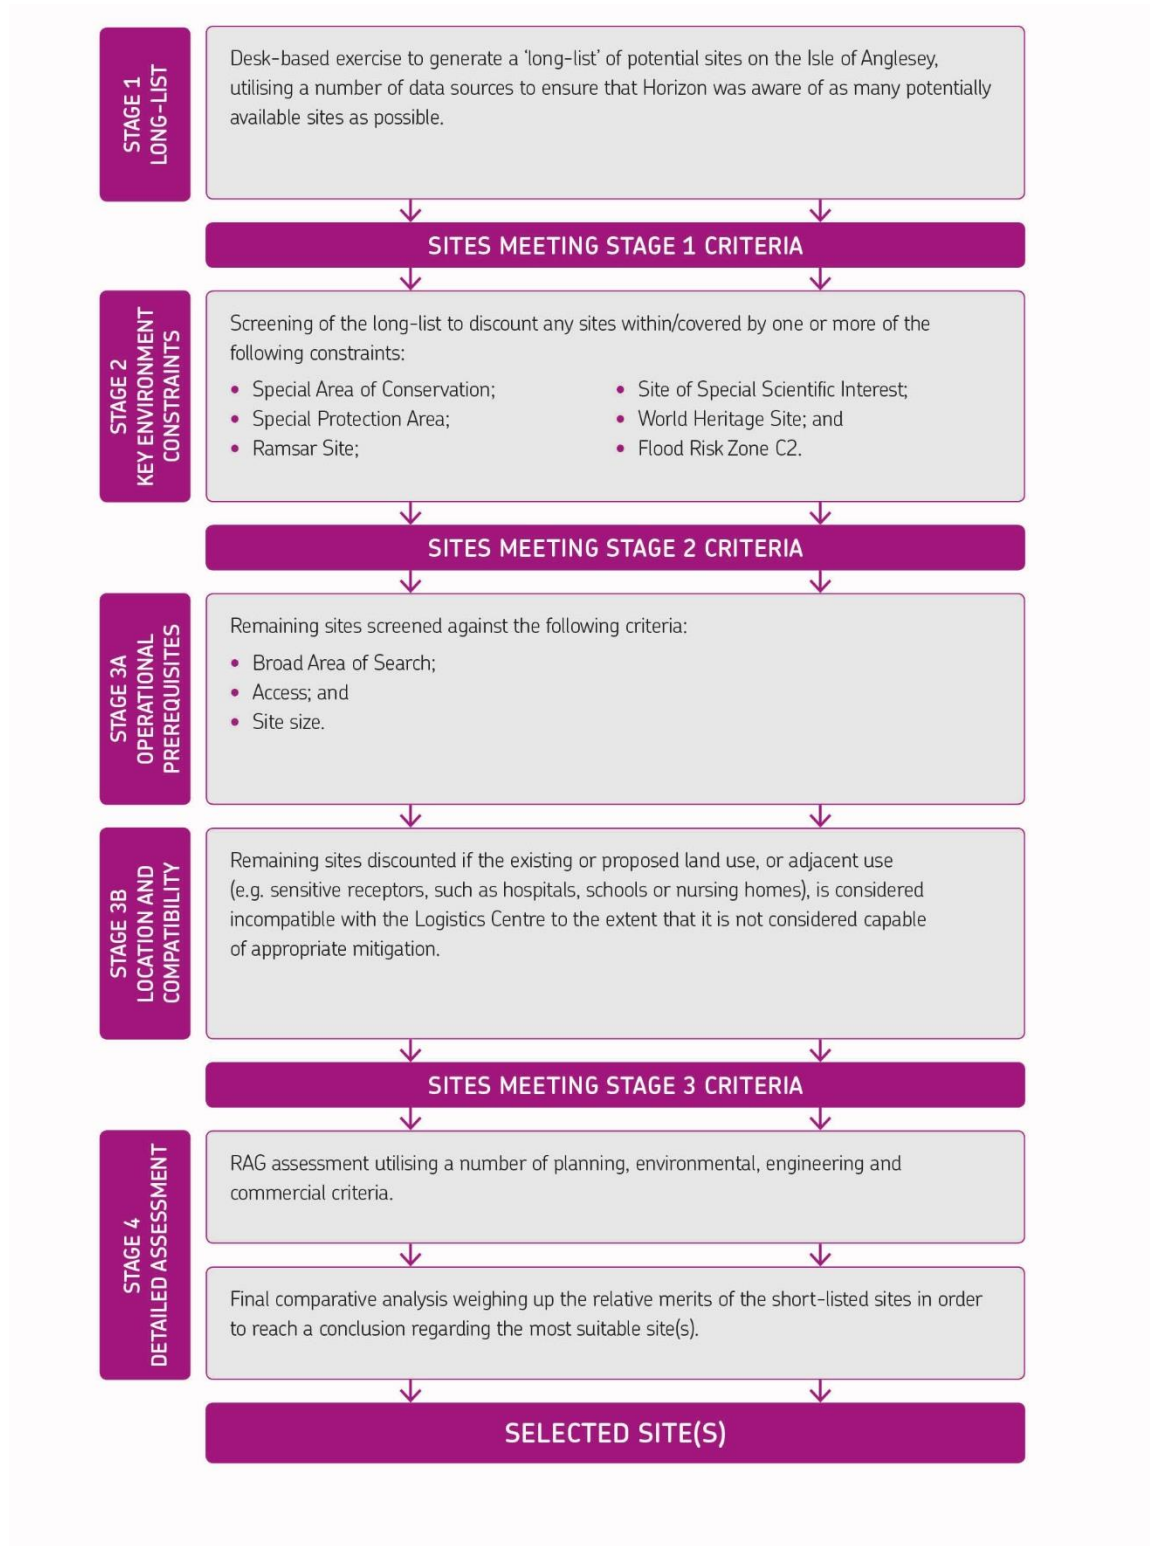 STAGE 1
LONG-LIST
Desk-based exercise to generate a ‘long-list’ of potential sites on the Isle of Anglesey,
utilising a number of data sources to ensure that Horizon was aware of as many potentially
available sites as possible.
SITES MEETING STAGE 1 CRITERIA
STAGE 2
KEY ENVIRONMENT
CONSTRAINTS
Screening of the long-list to discount any sites within/covered by one or more of the
following constraints:
• Special Area of Conservation;
• Special Protection Area;
• Ramsar Site;
• Site of Special Scientific Interest;
• World Heritage Site; and
• Flood Risk Zone C2.
SITES MEETING STAGE 2 CRITERIA
STAGE 3A
OPERATIONAL
PREREQUISITES
Remaining sites screened against the following criteria:
• Broad Area of Search;
• Access; and
• Site size.
STAGE 3B
LOCATION AND
COMPATIBILITY
Remaining sites discounted if the existing or proposed land use, or adjacent use
(e.g. sensitive receptors, such as hospitals, schools or nursing homes), is considered
incompatible with the Logistics Centre to the extent that it is not considered capable
of appropriate mitigation.
SITES MEETING STAGE 3 CRITERIA
STAGE 4
DETAILED ASSESSMENT
RAG assessment utilising a number of planning, environmental, engineering and
commercial criteria.
Final comparative analysis weighing up the relative merits of the short-listed sites in order
to reach a conclusion regarding the most suitable site(s).
SELECTED SITE(S)